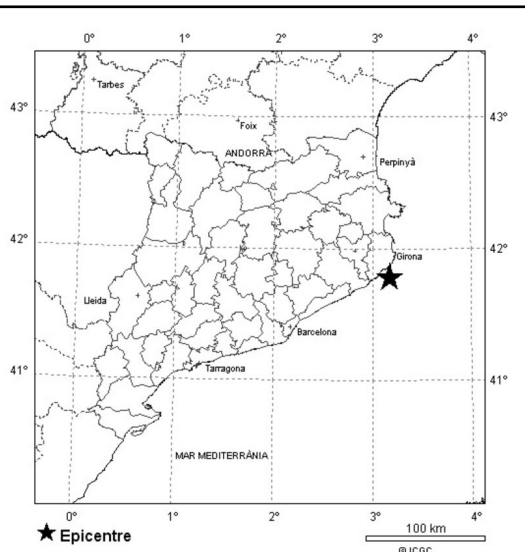 0° 1° 2° 3° 4°
Tarbes
43° 43°
Foix
ANDORRA
Perpinyà
42° 42°
Girona
Lleida
Barcelona
Tarragona
41° 41°
MAR MEDITERRÀNIA
0° 1° 2° 3° 4°
Epicentre
100 km
@ICGC